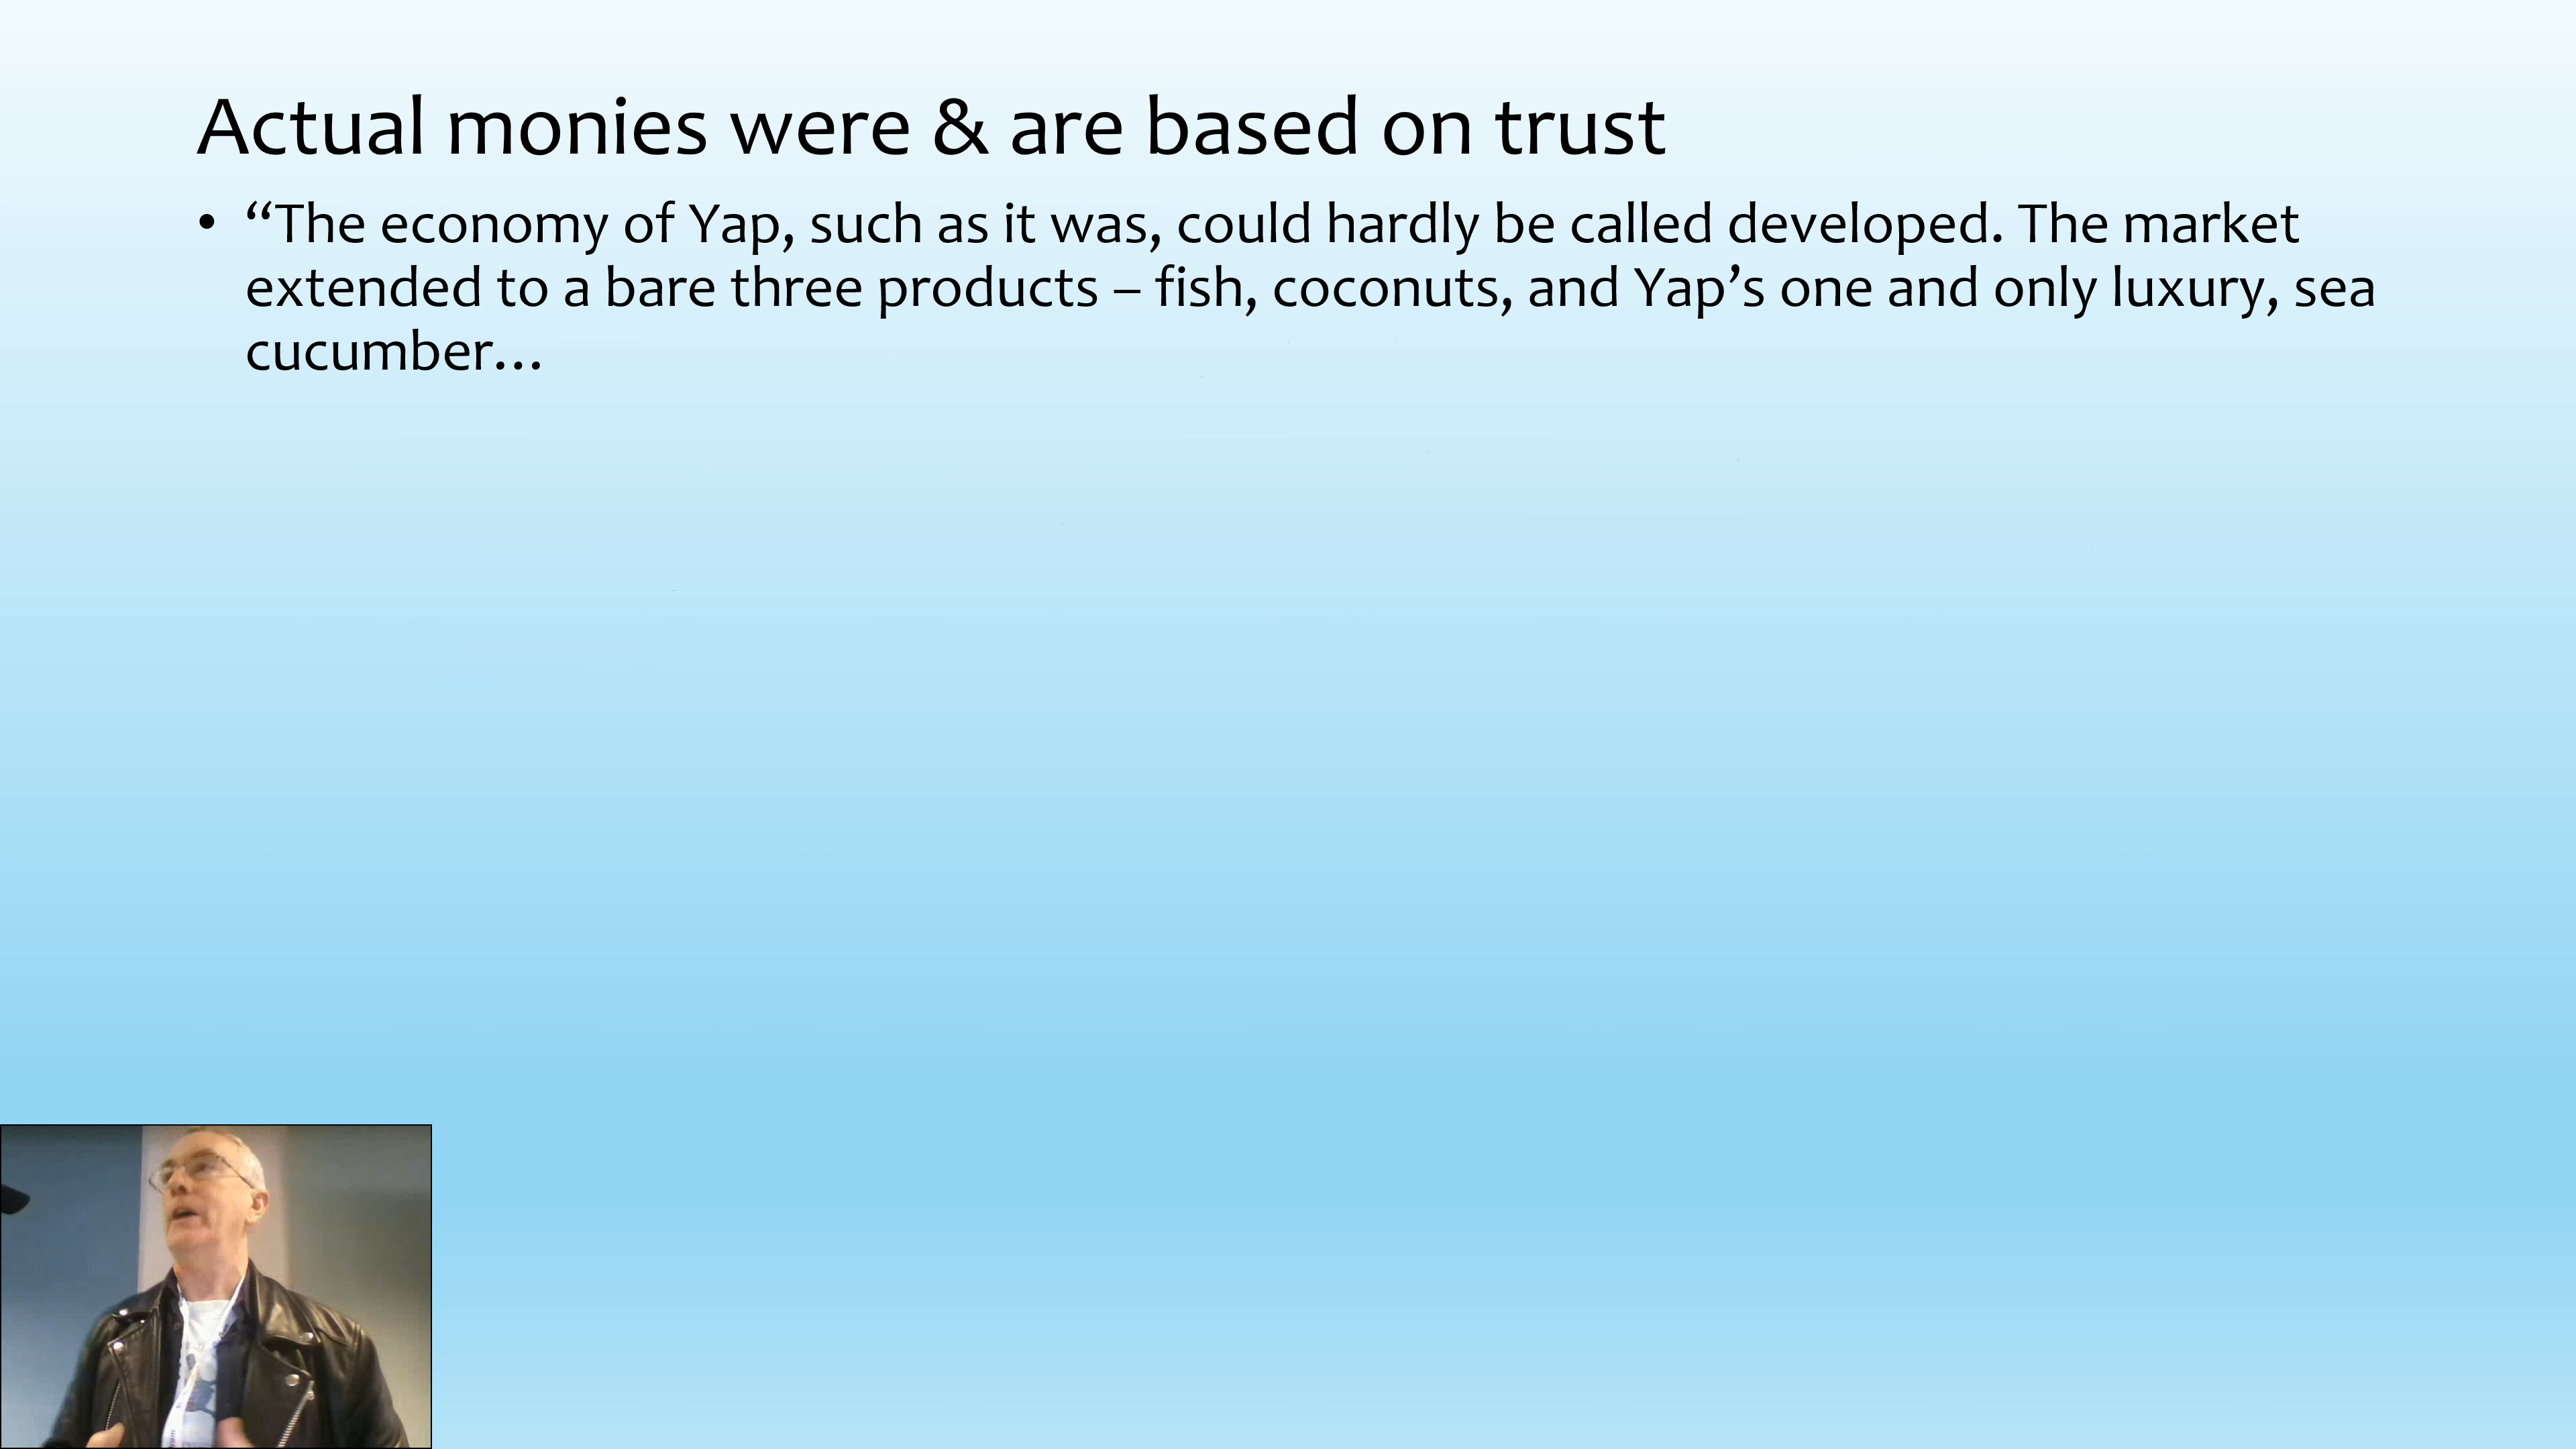 Actual monies were & are based on trust
• “The economy of Yap, such as it was, could hardly be called developed. The market
extended to a bare three products – fish, coconuts, and Yap’s one and only luxury, sea
cucumber…